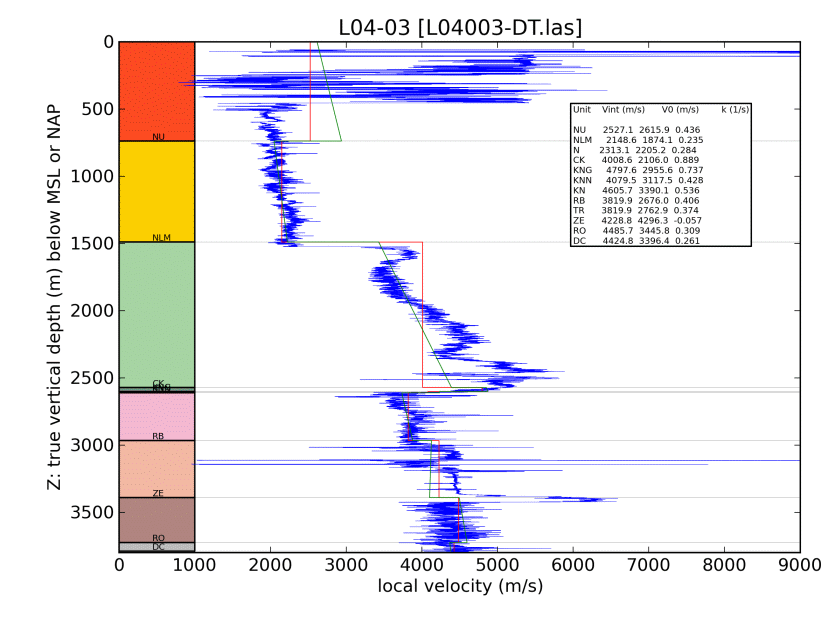 L04-03 [L04003-DT.las]
Z: true vertical depth (m) below MSL or NAP
0
500
1000
1500
2000
2500
3000
3500
NU
NLM
CK
RB
ZE
RO
DC
Unit Vint (m/s) V0 (m/s) k (1/s)
NU 2527.1 2615.9 0.436
NLM 2148.6 1874.1 0.235
N 2313.1 2205.2 0.284
CK 4008.6 2106.0 0.889
KNG 4797.6 2955.6 0.737
KNN 4079.5 3117.5 0.428
KN 4605.7 3390.1 0.536
RB 3819.9 2676.0 0.406
TR 3819.9 2762.9 0.374
ZE 4228.8 4296.3 -0.057
RO 4485.7 3445.8 0.309
DC 4424.8 3396.4 0.261
0 1000 2000 3000 4000 5000 6000 7000 8000 9000
local velocity (m/s)